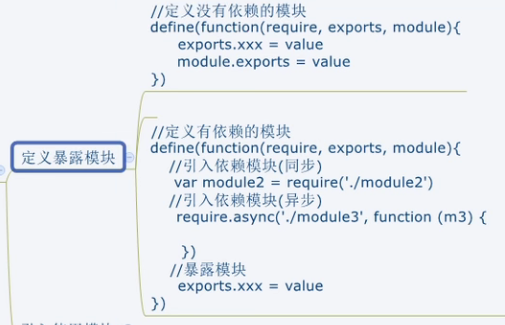 //定义没有依赖的模块
define(function(require, exports, module){
exports.xxx = value
module.exports = value
})
定义暴露模块
//定义有依赖的模块
define(function(require, exports, module){
//引入依赖模块(同步)
var module2 = require('./module2')
//引入依赖模块(异步)
require.async('./module3', function (m3) {
})
//暴露模块
exports.xxx = value
})